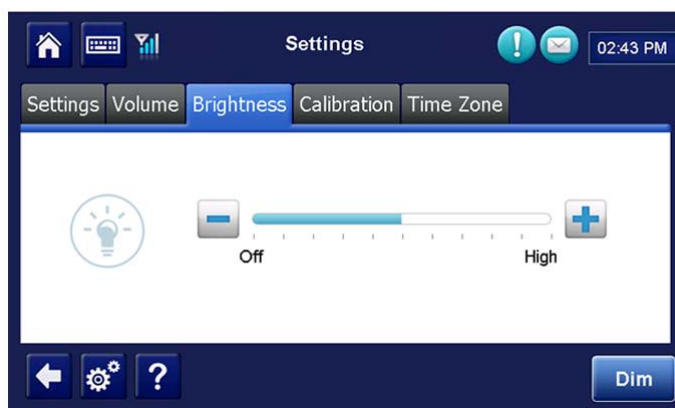 Settings
02:43 PM
Settings Volume Brightness Calibration Time Zone
Off High
?
Dim